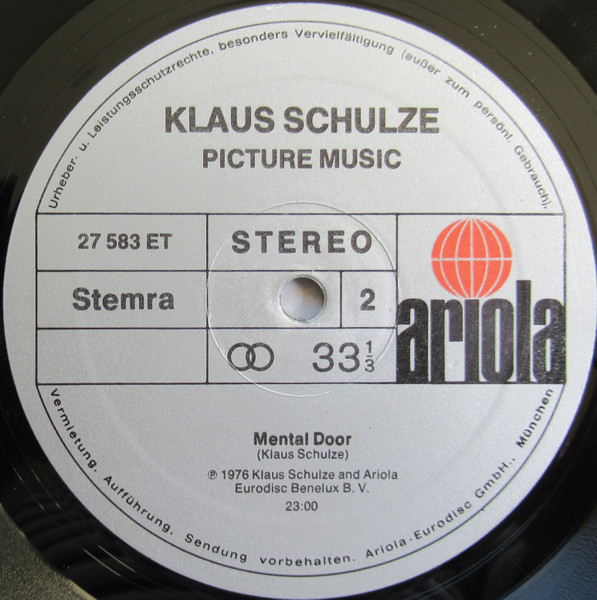 Urheber- u. Leistungsschutzrechte, besonders Vervielfältigung (außer zum persönl. Gebrauch),
KLAUS SCHULZE
PICTURE MUSIC
27 583 ET
STEREO
Stemra
2
33 1/3
ariola
Mental Door
(Klaus Schulze)
℗ 1976 Klaus Schulze and Ariola
Eurodisc Benelux B. V.
23:00
Vermietung, Aufführung, Sendung vorbehalten. Ariola-Eurodisc GmbH., München